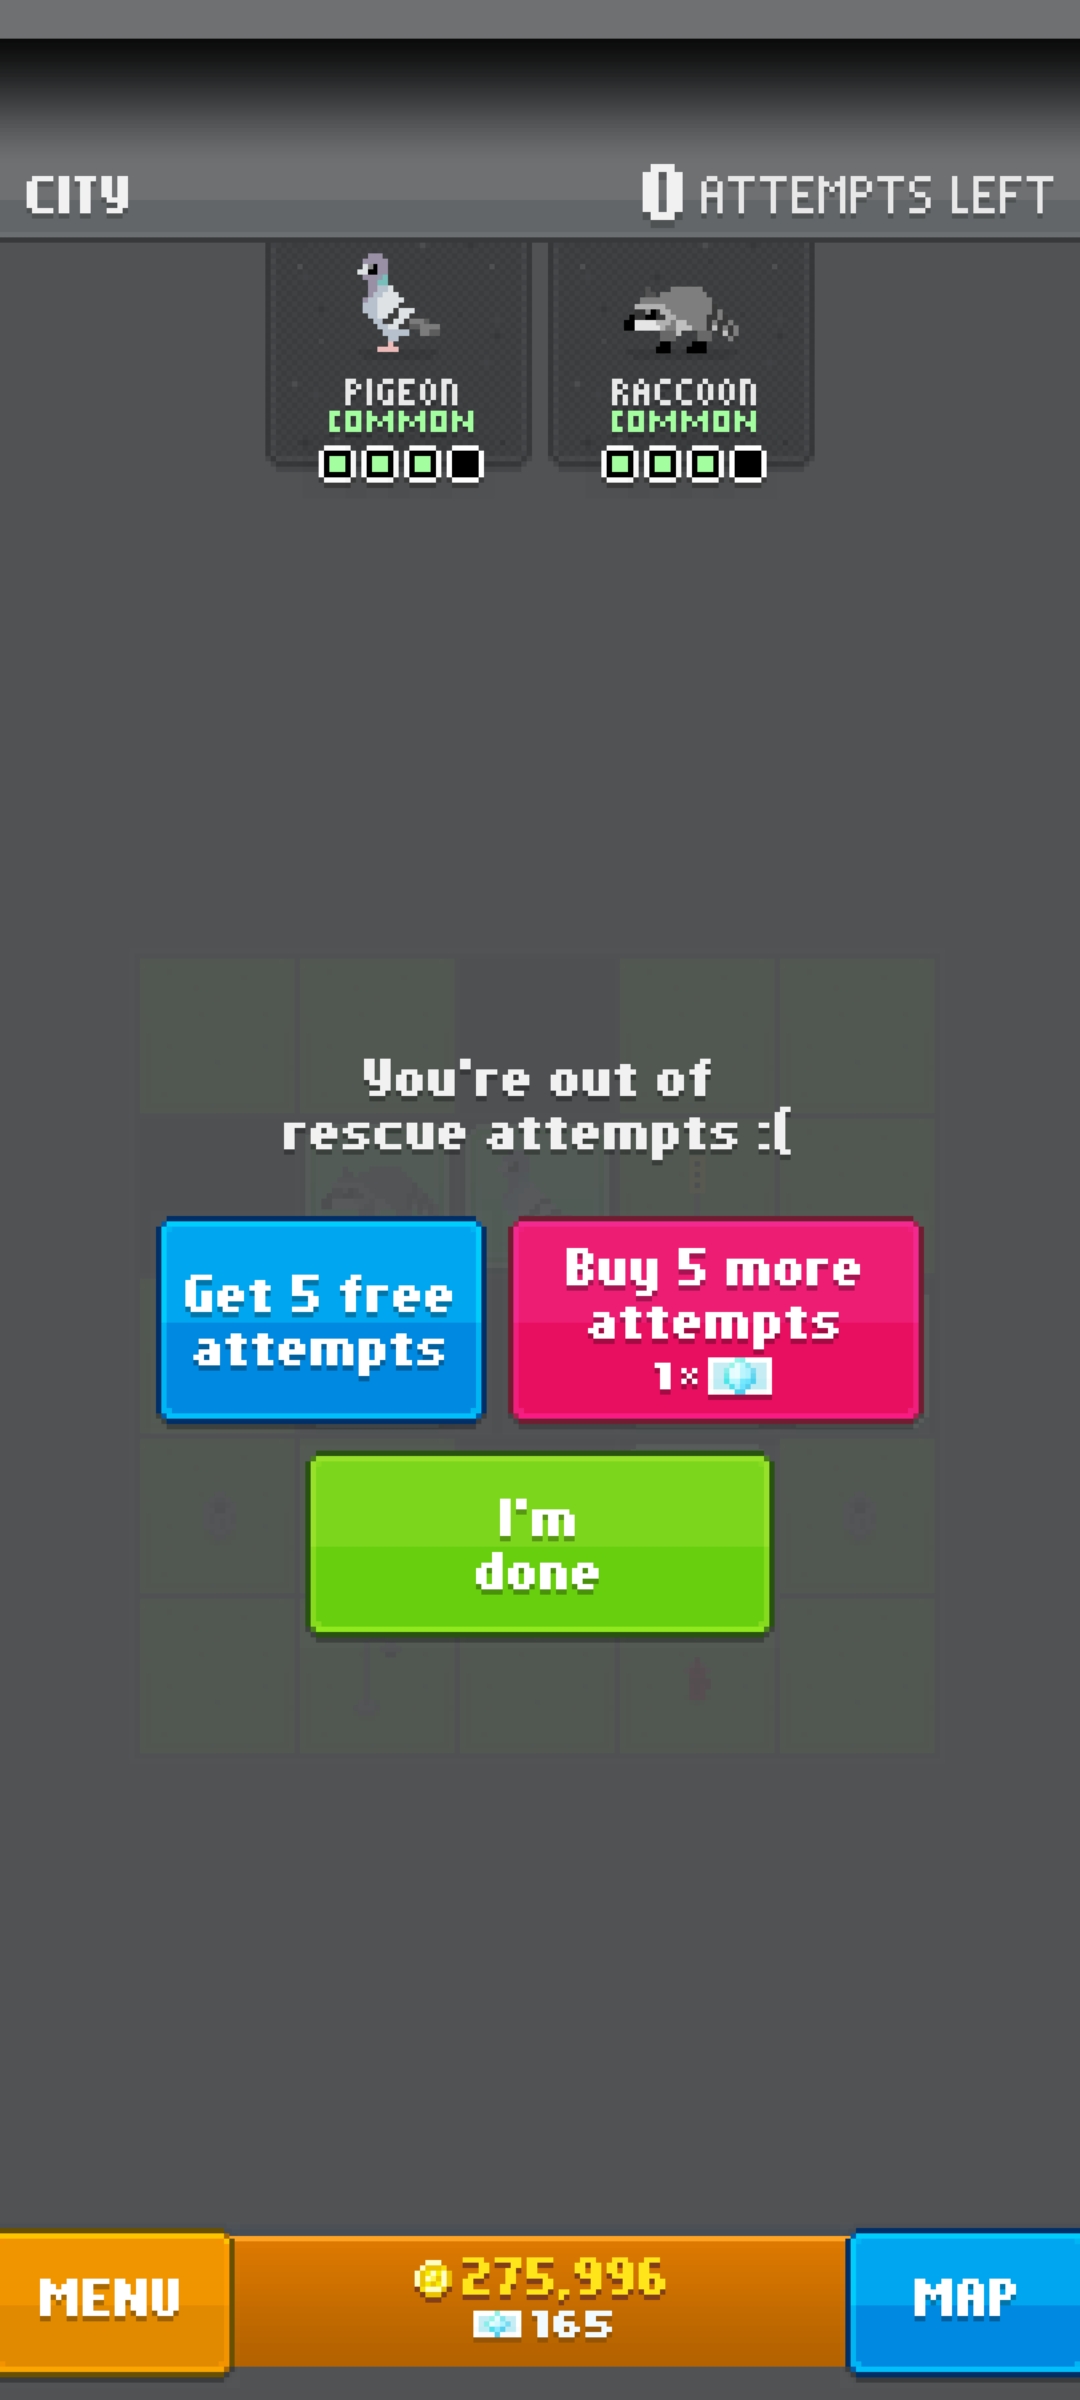 CITY
0 ATTEMPTS LEFT
PIGEON
COMMON
RACCOON
COMMON
You're out of
rescue attempts :(
Get 5 free
attempts
Buy 5 more
attempts
1×
I'm
done
MENU
275,996
165
MAP